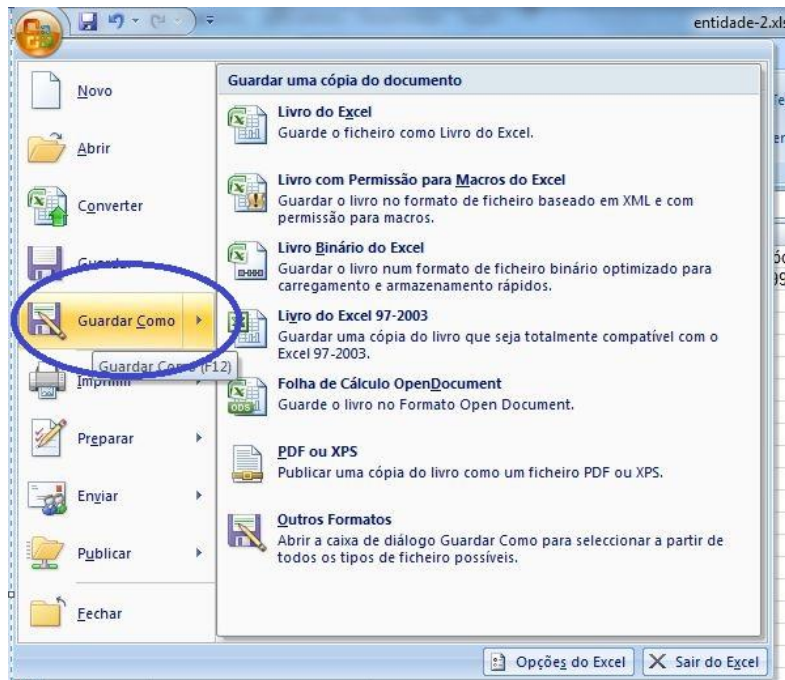 entidade-2.xls
Novo
Abrir
Converter
Guardar
Guardar Como
Guardar Como (F12)
Imprimir
Preparar
Enviar
Publicar
Fechar
Guardar uma cópia do documento
Livro do Excel
Guarde o ficheiro como Livro do Excel.
Livro com Permissão para Macros do Excel
Guardar o livro no formato de ficheiro baseado em XML e com
permissão para macros.
Livro Binário do Excel
Guardar o livro num formato de ficheiro binário optimizado para
carregamento e armazenamento rápidos.
Livro do Excel 97-2003
Guardar uma cópia do livro que seja totalmente compatível com o
Excel 97-2003.
Folha de Cálculo OpenDocument
ODS
Guarde o livro no Formato Open Document.
PDF ou XPS
Publicar uma cópia do livro como um ficheiro PDF ou XPS.
Outros Formatos
Abrir a caixa de diálogo Guardar Como para seleccionar a partir de
todos os tipos de ficheiro possíveis.
Opções do Excel
Sair do Excel